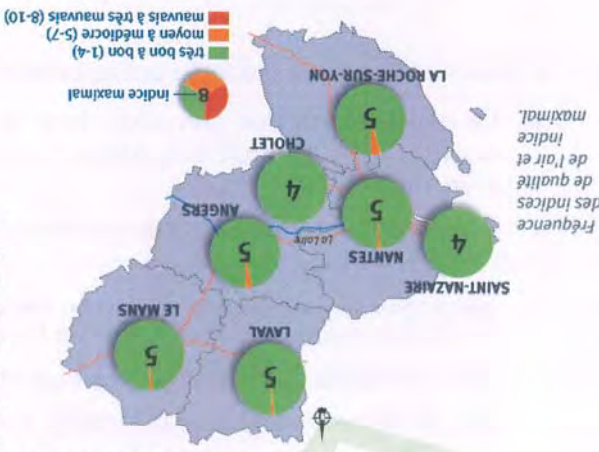 5
LAVAL
5
LE MANS
SAINT-NAZAIRE
4
NANTES
5
La Loire
5
ANGERS
4
CHOLET
5
LA ROCHE-SUR-YON
Fréquence
des indices
de qualité
de l'air et
indice
maximal.
8
indice maximal
très bon à bon (1-4)
moyen à médiocre (5-7)
mauvais à très mauvais (8-10)